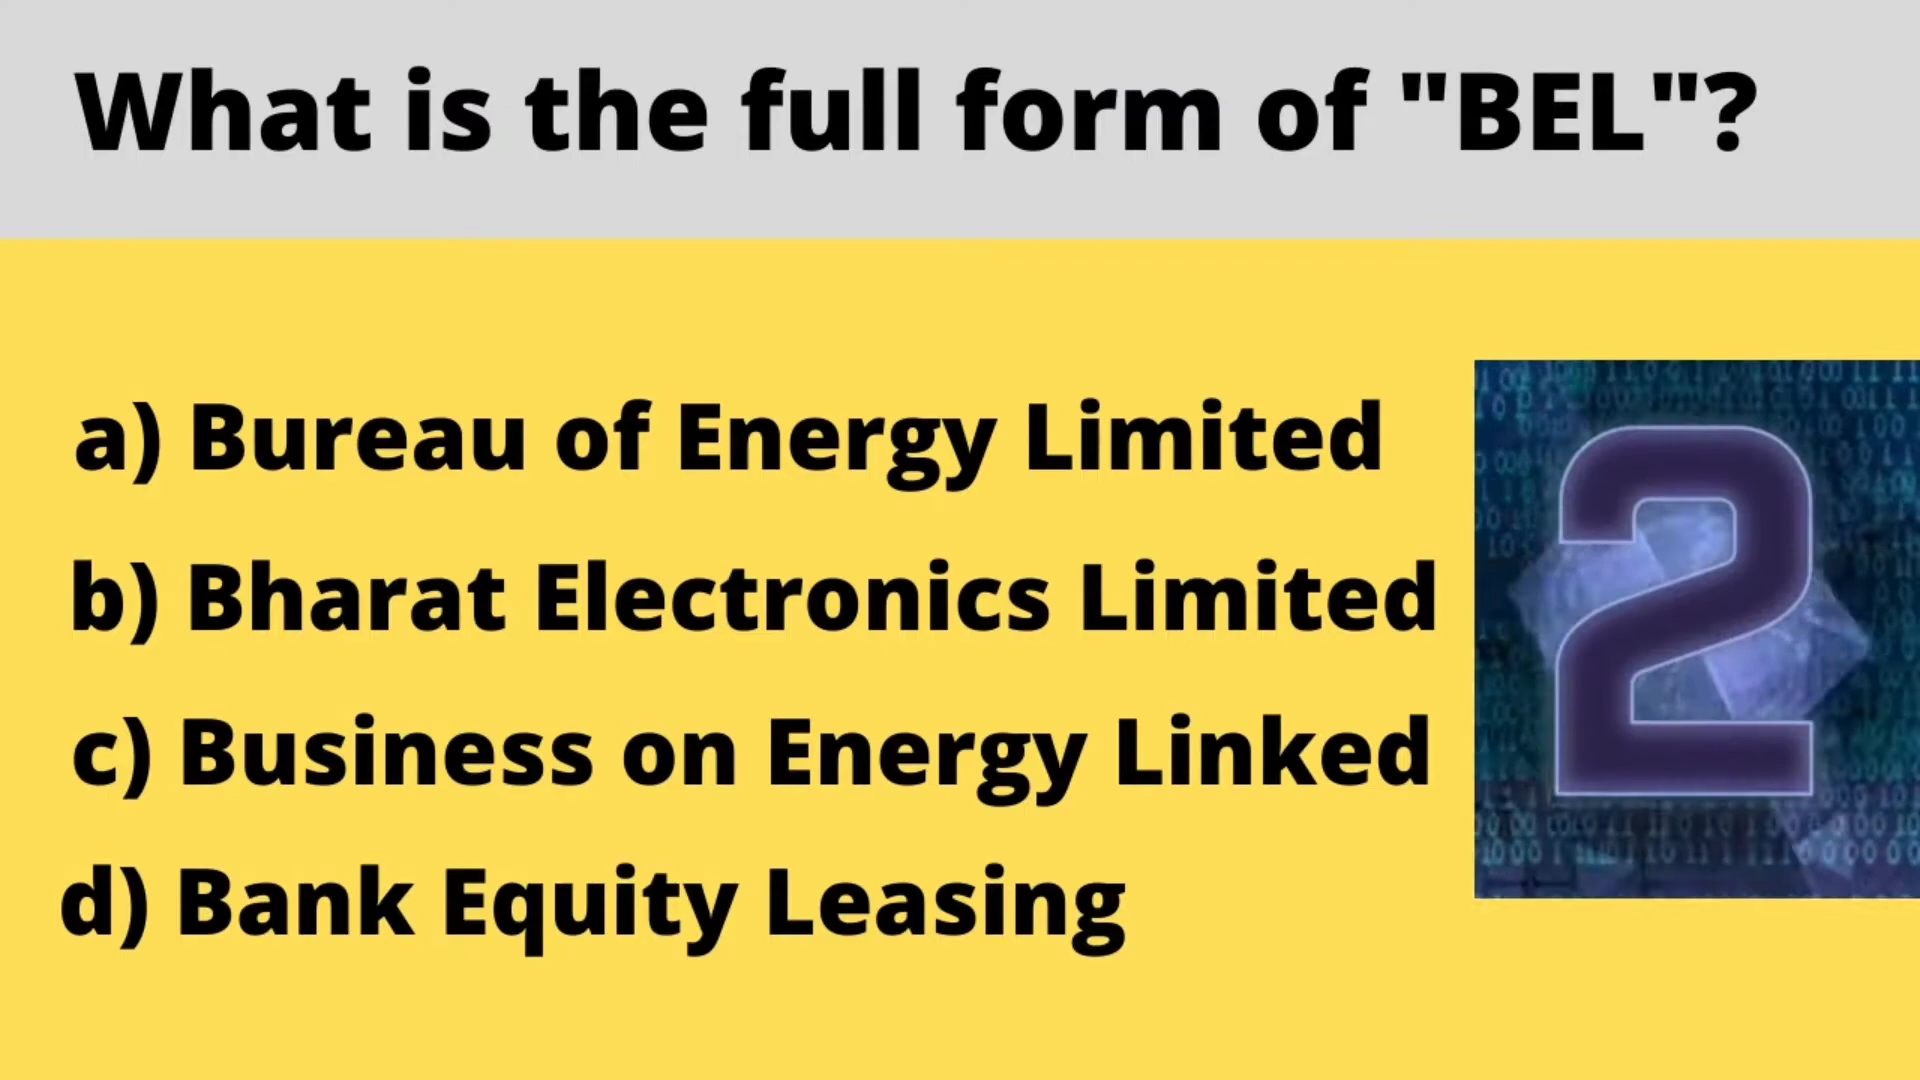 What is the full form of "BEL"?
a) Bureau of Energy Limited
b) Bharat Electronics Limited
2
c) Business on Energy Linked
d) Bank Equity Leasing